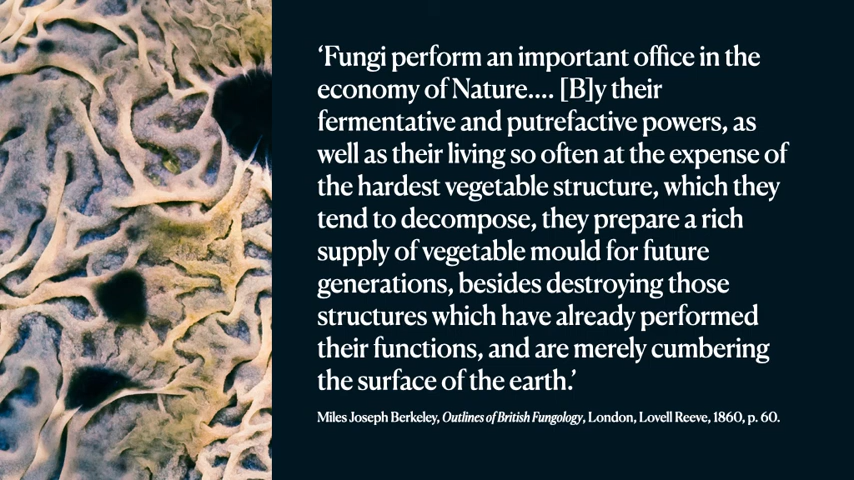 ‘Fungi perform an important office in the
economy of Nature.... [B]y their
fermentative and putrefactive powers, as
well as their living so often at the expense of
the hardest vegetable structure, which they
tend to decompose, they prepare a rich
supply of vegetable mould for future
generations, besides destroying those
structures which have already performed
their functions, and are merely cumbering
the surface of the earth.’
Miles Joseph Berkeley, Outlines of British Fungology, London, Lovell Reeve, 1860, p. 60.